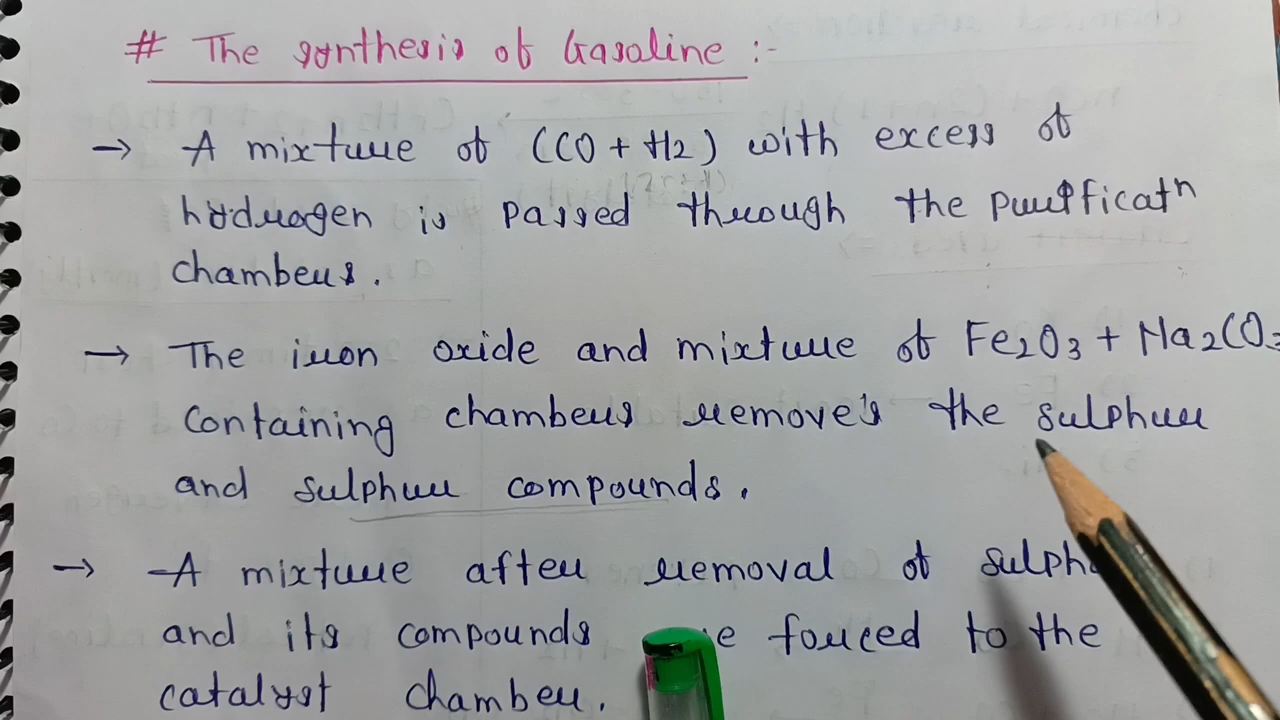 # The synthesis of Gasoline :-
→ A mixture of (CO + H2) with excess of
hydrogen is passed through the purificatn
chambers.
→ The iron oxide and mixture of Fe2O3 + Na2CO3
containing chambers remove's the sulphur
and sulphur compounds.
→ A mixture after removal of
and its compounds forced to the
catalyst chamber.